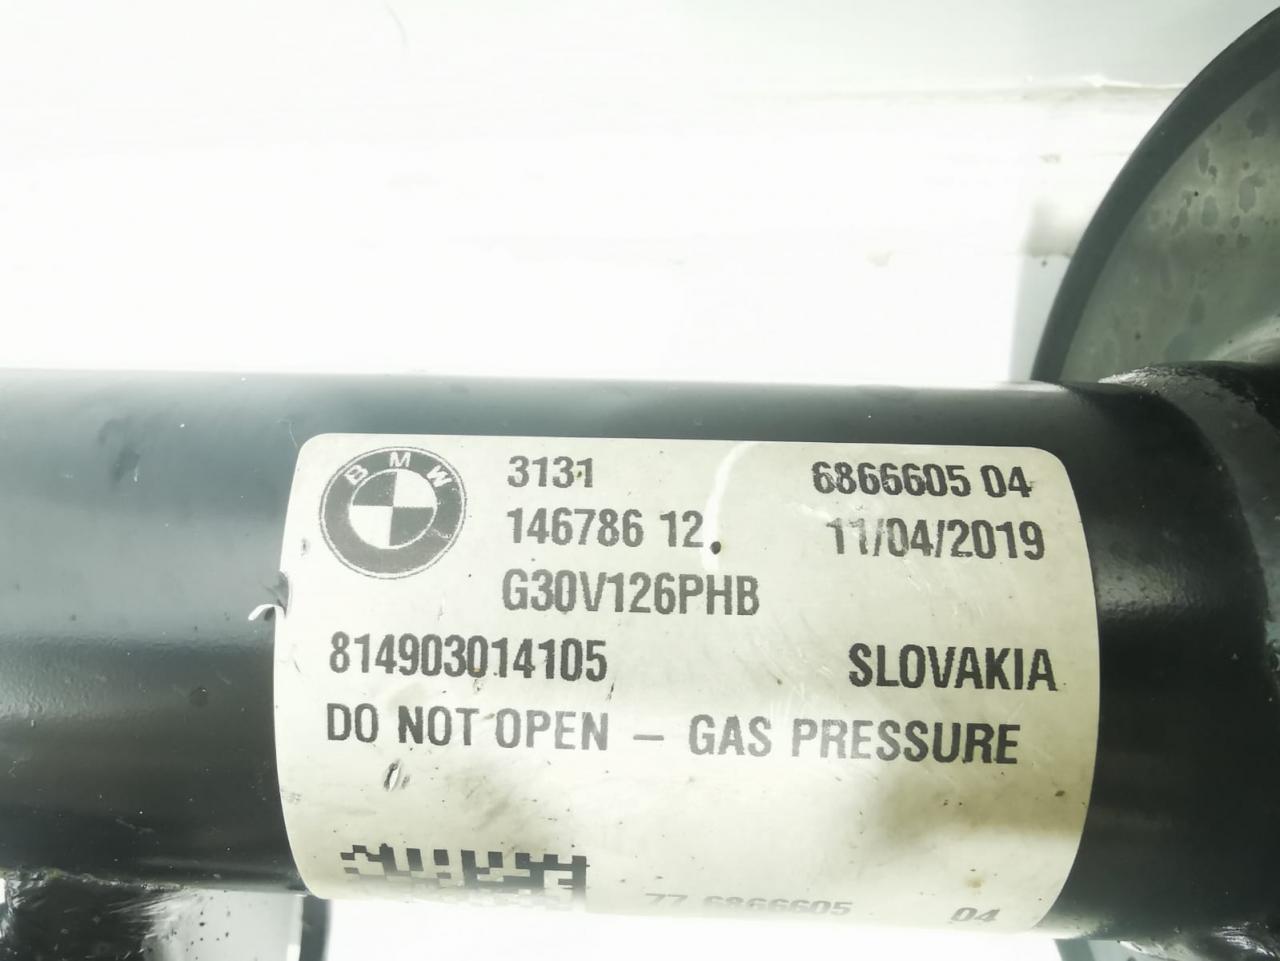 BMW
3131 6866605 04
146786 12. 11/04/2019
G30V126PHB
814903014105 SLOVAKIA
DO NOT OPEN – GAS PRESSURE
77 6866605 04